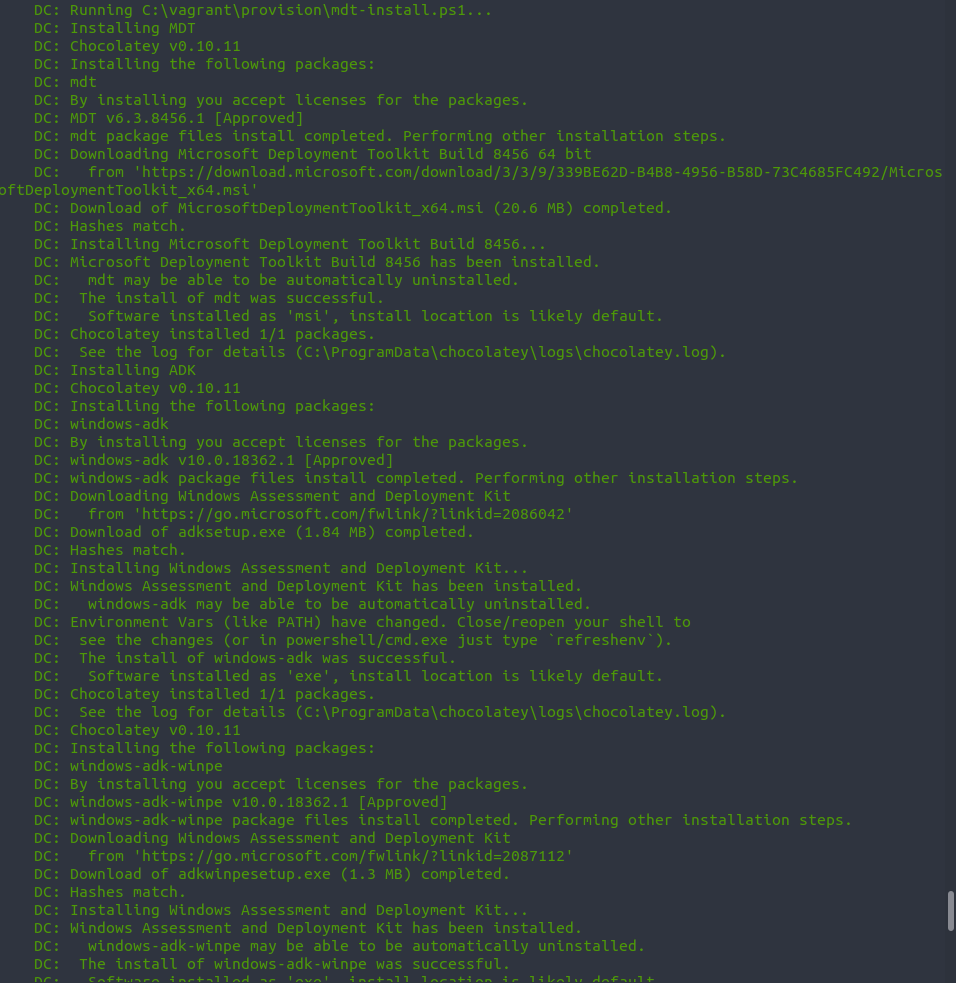 DC: Running C:\vagrant\provision\mdt-install.ps1...
DC: Installing MDT
DC: Chocolatey v0.10.11
DC: Installing the following packages:
DC: mdt
DC: By installing you accept licenses for the packages.
DC: MDT v6.3.8456.1 [Approved]
DC: mdt package files install completed. Performing other installation steps.
DC: Downloading Microsoft Deployment Toolkit Build 8456 64 bit
DC:   from 'https://download.microsoft.com/download/3/3/9/339BE62D-B4B8-4956-B58D-73C4685FC492/Micros
oftDeploymentToolkit_x64.msi'
DC: Download of MicrosoftDeploymentToolkit_x64.msi (20.6 MB) completed.
DC: Hashes match.
DC: Installing Microsoft Deployment Toolkit Build 8456...
DC: Microsoft Deployment Toolkit Build 8456 has been installed.
DC:   mdt may be able to be automatically uninstalled.
DC:  The install of mdt was successful.
DC:   Software installed as 'msi', install location is likely default.
DC: Chocolatey installed 1/1 packages.
DC:  See the log for details (C:\ProgramData\chocolatey\logs\chocolatey.log).
DC: Installing ADK
DC: Chocolatey v0.10.11
DC: Installing the following packages:
DC: windows-adk
DC: By installing you accept licenses for the packages.
DC: windows-adk v10.0.18362.1 [Approved]
DC: windows-adk package files install completed. Performing other installation steps.
DC: Downloading Windows Assessment and Deployment Kit
DC:   from 'https://go.microsoft.com/fwlink/?linkid=2086042'
DC: Download of adksetup.exe (1.84 MB) completed.
DC: Hashes match.
DC: Installing Windows Assessment and Deployment Kit...
DC: Windows Assessment and Deployment Kit has been installed.
DC:   windows-adk may be able to be automatically uninstalled.
DC: Environment Vars (like PATH) have changed. Close/reopen your shell to
DC:  see the changes (or in powershell/cmd.exe just type `refreshenv`).
DC:  The install of windows-adk was successful.
DC:   Software installed as 'exe', install location is likely default.
DC: Chocolatey installed 1/1 packages.
DC:  See the log for details (C:\ProgramData\chocolatey\logs\chocolatey.log).
DC: Chocolatey v0.10.11
DC: Installing the following packages:
DC: windows-adk-winpe
DC: By installing you accept licenses for the packages.
DC: windows-adk-winpe v10.0.18362.1 [Approved]
DC: windows-adk-winpe package files install completed. Performing other installation steps.
DC: Downloading Windows Assessment and Deployment Kit
DC:   from 'https://go.microsoft.com/fwlink/?linkid=2087112'
DC: Download of adkwinpesetup.exe (1.3 MB) completed.
DC: Hashes match.
DC: Installing Windows Assessment and Deployment Kit...
DC: Windows Assessment and Deployment Kit has been installed.
DC:   windows-adk-winpe may be able to be automatically uninstalled.
DC:  The install of windows-adk-winpe was successful.
DC:   Software installed as 'exe', install location is likely default.